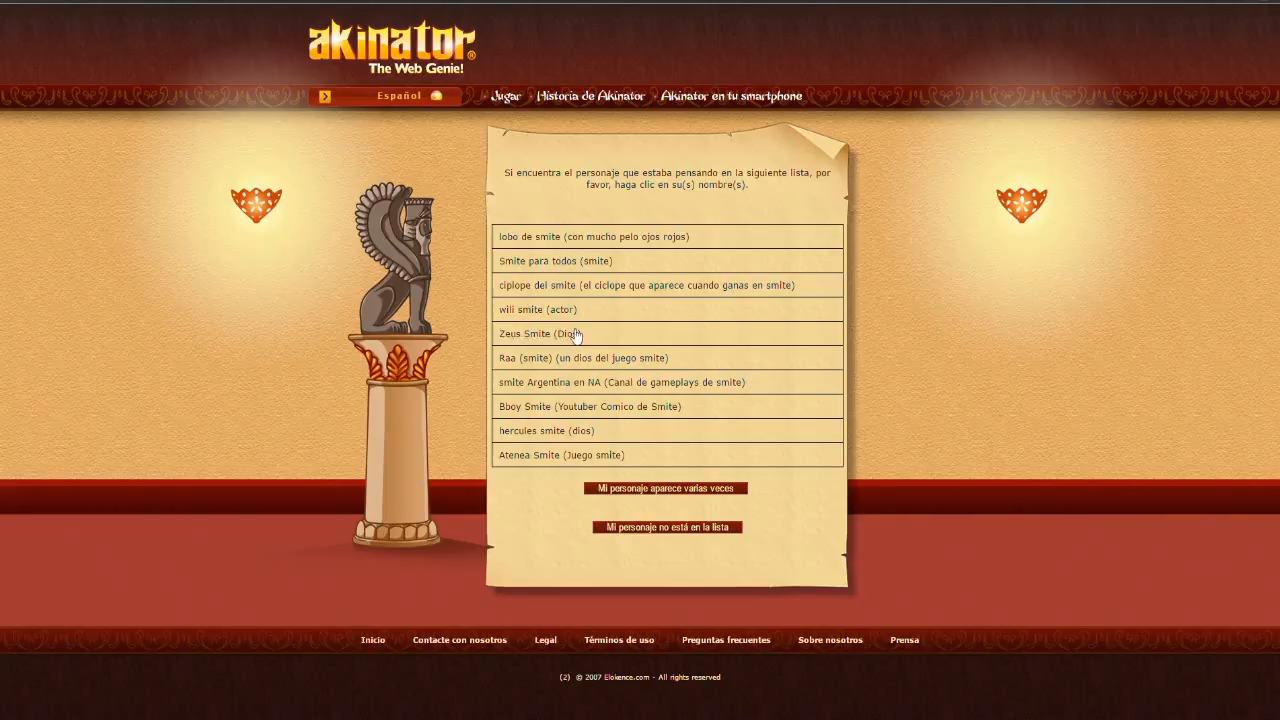 akinator®
The Web Genie!
Español
Jugar
Historia de Akinator
Akinator en tu smartphone
Si encuentra el personaje que estaba pensando en la siguiente lista, por
favor, haga clic en su(s) nombre(s).
lobo de smite (con mucho pelo ojos rojos)
Smite para todos (smite)
ciplope del smite (el ciclope que aparece cuando ganas en smite)
wili smite (actor)
Zeus Smite (Dios)
Raa (smite) (un dios del juego smite)
smite Argentina en NA (Canal de gameplays de smite)
Bboy Smite (Youtuber Comico de Smite)
hercules smite (dios)
Atenea Smite (Juego smite)
Mi personaje aparece varias veces
Mi personaje no está en la lista
Inicio
Contacte con nosotros
Legal
Términos de uso
Preguntas frecuentes
Sobre nosotros
Prensa
(2) © 2007 Elokence.com - All rights reserved